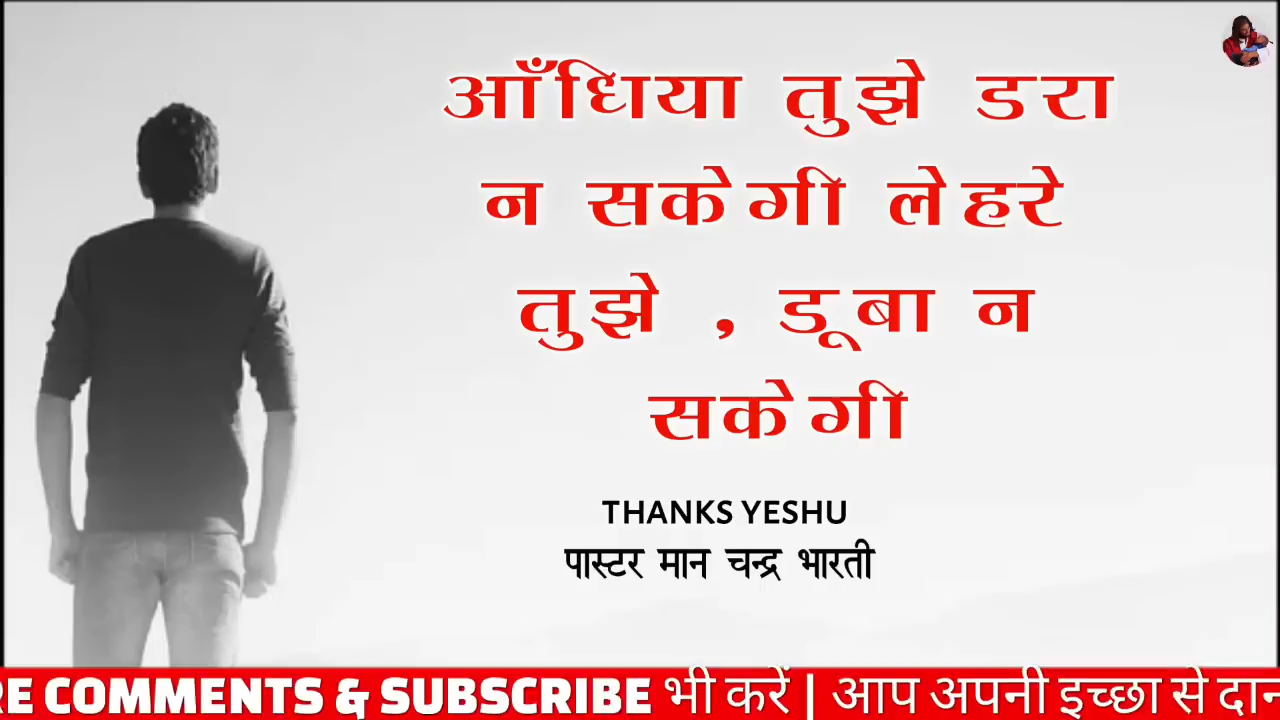 आँधिया तुझे डरा
न सकेगी लेहरे
तुझे , डूबा न
सकेगी
THANKS YESHU
पास्टर मान चन्द्र भारती
RE COMMENTS & SUBSCRIBE भी करें | आप अपनी इच्छा से दान